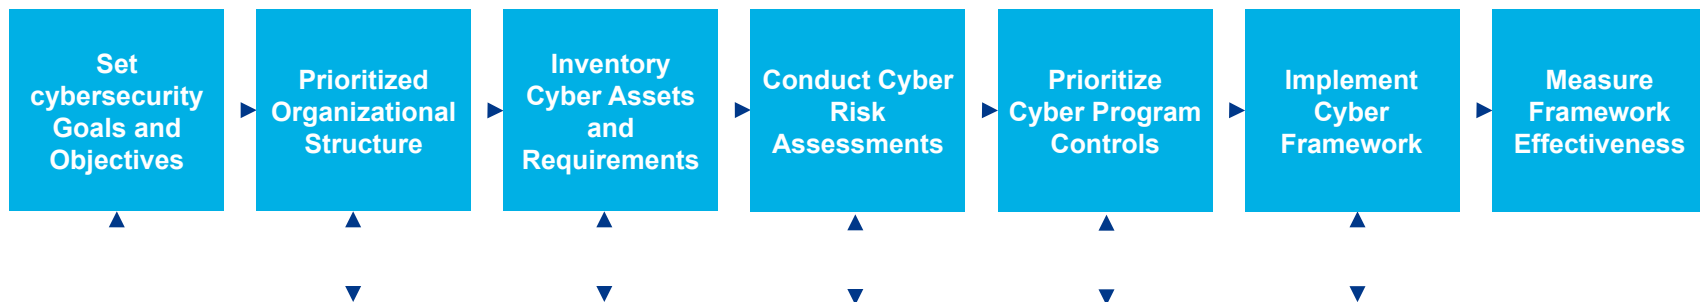 Set
cybersecurity
Goals and
Objectives
Prioritized
Organizational
Structure
Inventory
Cyber Assets
and
Requirements
Conduct Cyber
Risk
Assessments
Prioritize
Cyber Program
Controls
Implement
Cyber
Framework
Measure
Framework
Effectiveness